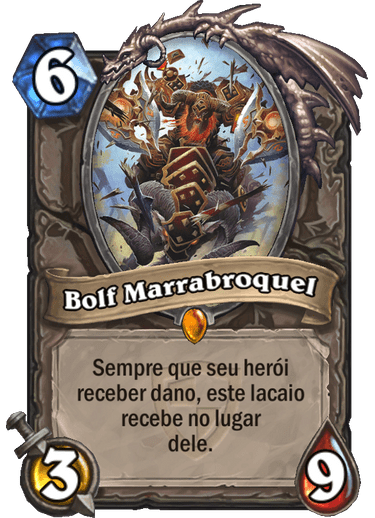 6
Bolf Marrabroquel
Sempre que seu herói
receber dano, este lacaio
recebe no lugar
dele.
3
9